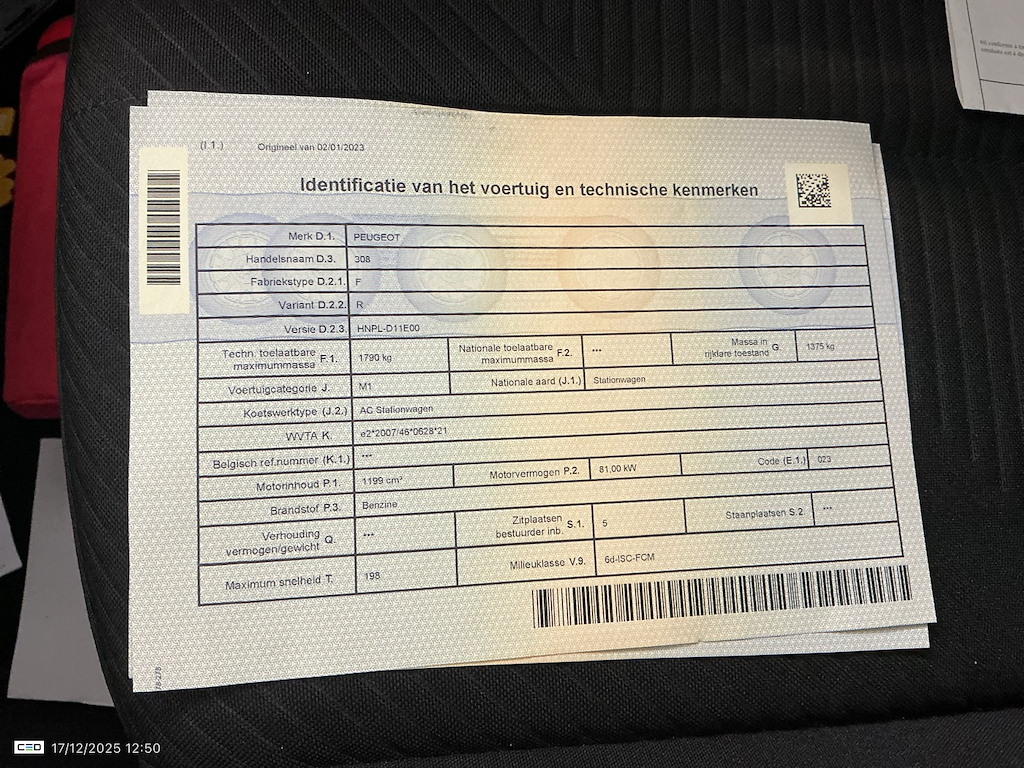 (I.1.) Origineel van 02/01/2023
Identificatie van het voertuig en technische kenmerken
Merk D.1. PEUGEOT
Handelsnaam D.3. 308
Fabriekstype D.2.1. F
Variant D.2.2. R
Versie D.2.3. HNPL-D11E00
Techn. toelaatbare maximummassa F.1. 1790 kg Nationale toelaatbare maximummassa F.2. *** Massa in rijklare toestand G. 1375 kg
Voertuigcategorie J. M1 Nationale aard (J.1.) Stationwagen
Koetswerktype (J.2.) AC Stationwagen
WVTA K. e2*2007/46*0628*21
Belgisch ref.nummer (K.1.) ***
Motorinhoud P.1. 1199 cm³ Motorvermogen P.2. 81,00 kW Code (E.1.) 023
Brandstof P.3. Benzine
Verhouding vermogen/gewicht Q. *** Zitplaatsen bestuurder inb. S.1. 5 Staanplaatsen S.2 ***
Maximum snelheid T. 198 Milieuklasse V.9. 6d-ISC-FCM
78-278
CEO 17/12/2025 12:50